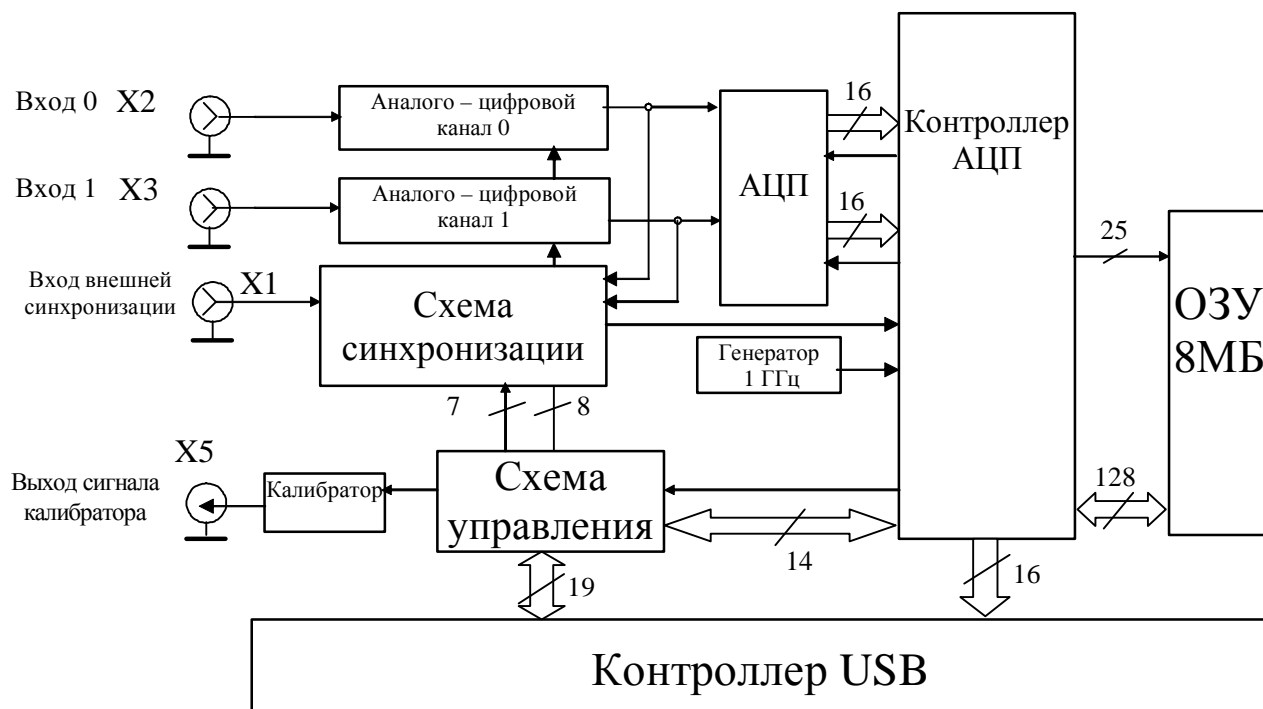 Вход 0 X2
Аналого – цифровой
канал 0
16
Контроллер
АЦП
Вход 1 X3
Аналого – цифровой
канал 1
АЦП
16
25
Вход внешней
синхронизации
X1
Схема
синхронизации
ОЗУ
8МБ
Генератор
1 ГГц
7
8
X5
Выход сигнала
калибратора
Калибратор
Схема
управления
128
14
19
16
Контроллер USB